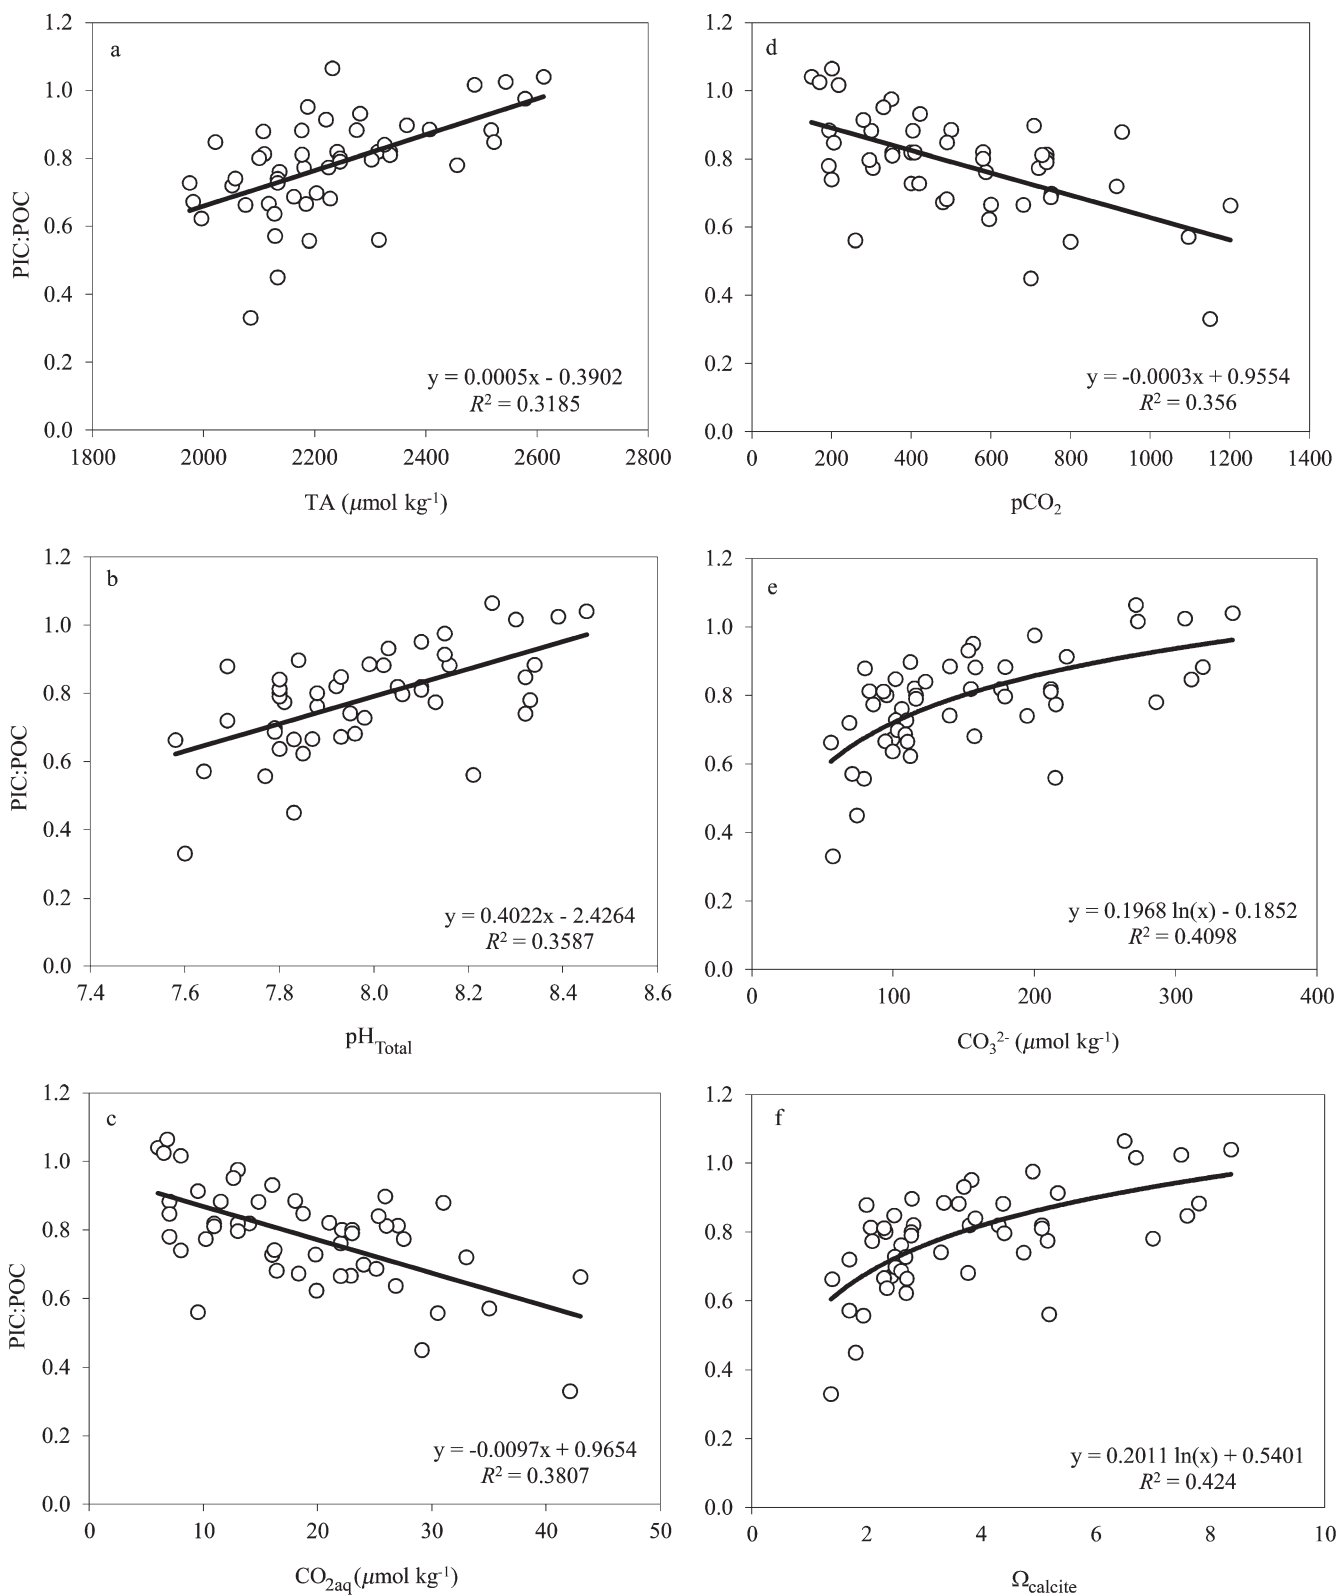 a
1.2
1.0
0.8
0.6
0.4
0.2
0.0
PIC:POC
y = 0.0005x - 0.3902
R² = 0.3185
1800 2000 2200 2400 2600 2800
TA (μmol kg⁻¹)
d
1.2
1.0
0.8
0.6
0.4
0.2
0.0
y = -0.0003x + 0.9554
R² = 0.356
0 200 400 600 800 1000 1200 1400
pCO₂
b
1.2
1.0
0.8
0.6
0.4
0.2
0.0
PIC:POC
y = 0.4022x - 2.4264
R² = 0.3587
7.4 7.6 7.8 8.0 8.2 8.4 8.6
pH_Total
e
1.2
1.0
0.8
0.6
0.4
0.2
0.0
y = 0.1968 ln(x) - 0.1852
R² = 0.4098
0 100 200 300 400
CO₃²⁻ (μmol kg⁻¹)
c
1.2
1.0
0.8
0.6
0.4
0.2
0.0
PIC:POC
y = -0.0097x + 0.9654
R² = 0.3807
0 10 20 30 40 50
CO₂aq (μmol kg⁻¹)
f
1.2
1.0
0.8
0.6
0.4
0.2
0.0
y = 0.2011 ln(x) + 0.5401
R² = 0.424
0 2 4 6 8 10
Ω_calcite